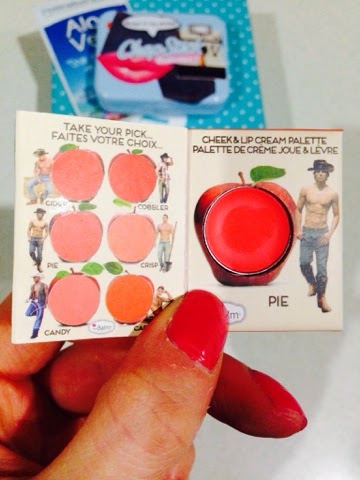 TAKE YOUR PICK...
FAITES VOTRE CHOIX...
CIDER
COBBLER
PIE
CRISP
CANDY
CHEEK & LIP CREAM PALETTE
PALETTE DE CRÈME JOUE & LÈVRE
PIE